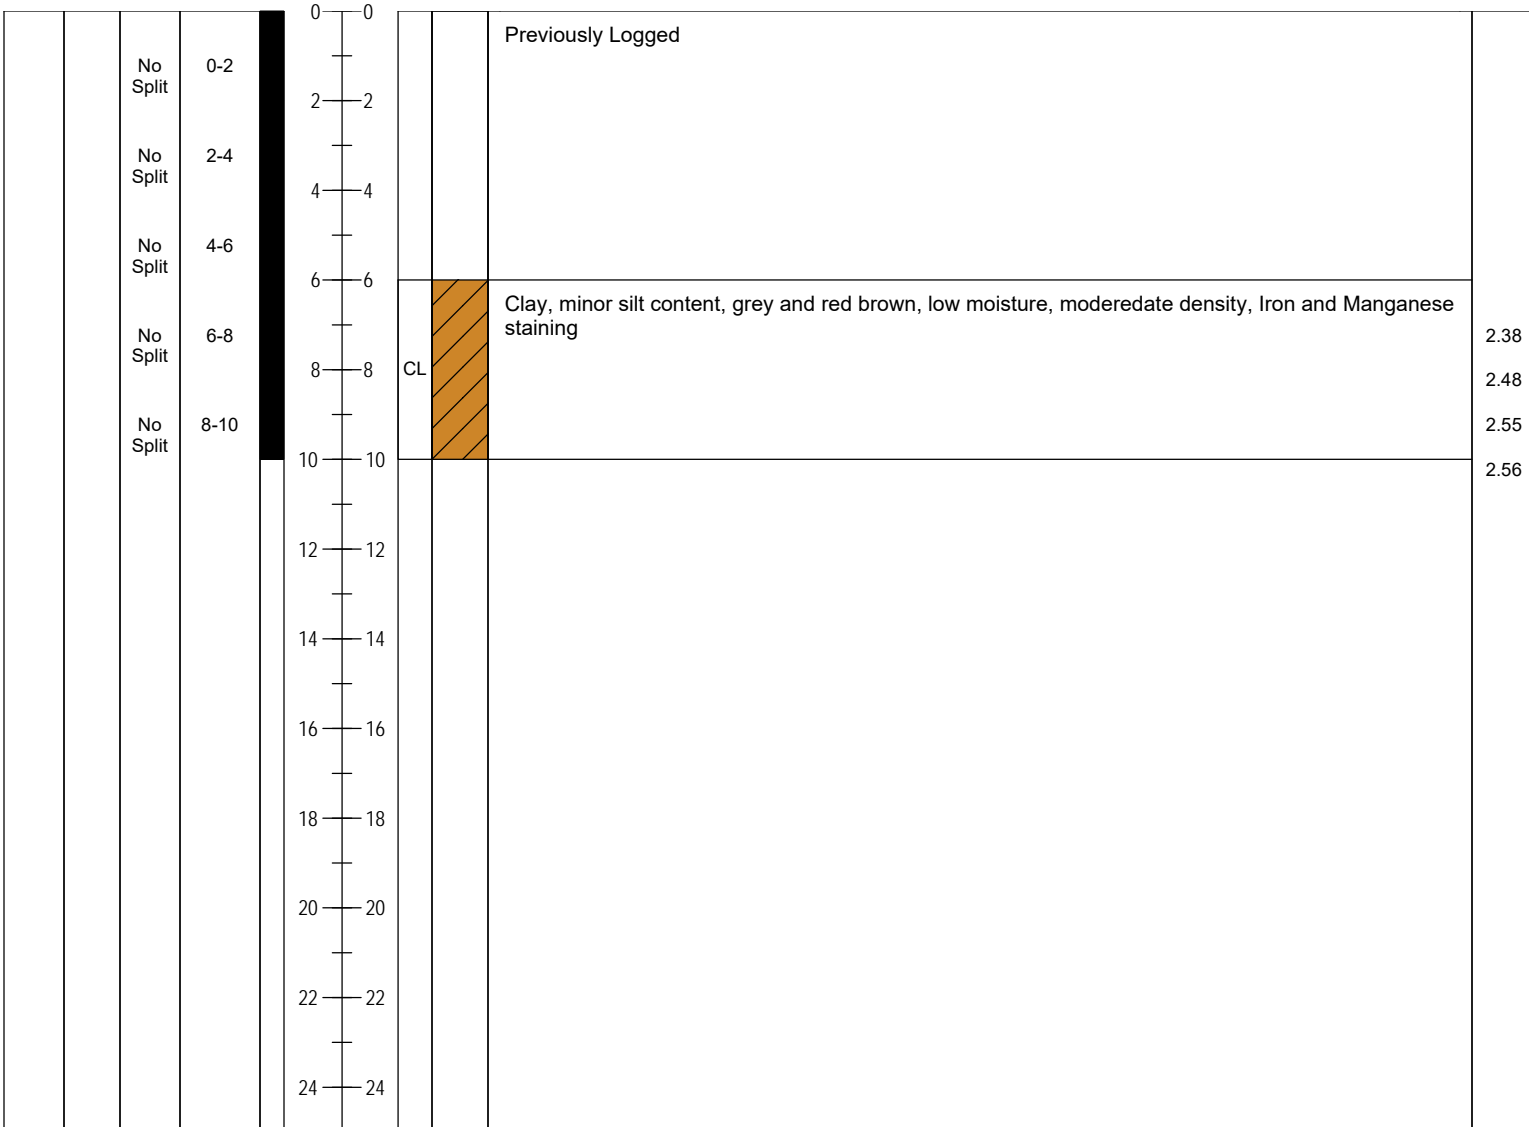 0 0
Previously Logged
No 0-2
Split
2 2
No 2-4
Split
4 4
No 4-6
Split
6 6
Clay, minor silt content, grey and red brown, low moisture, moderedate density, Iron and Manganese
staining
No 6-8
Split
2.38
8 8 CL
2.48
No 8-10
Split
2.55
10 10
2.56
12 12
14 14
16 16
18 18
20 20
22 22
24 24